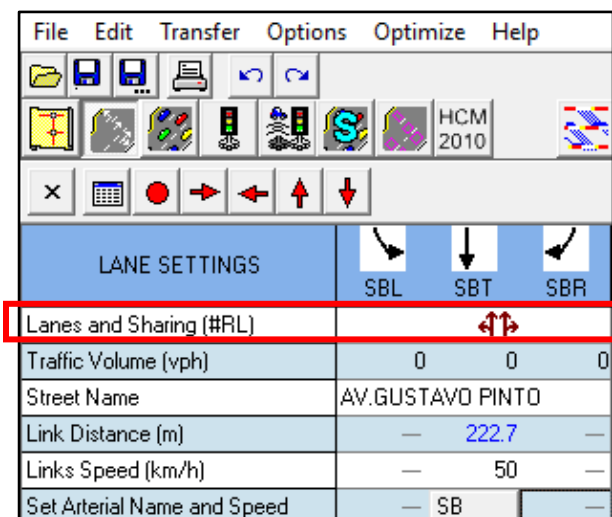 File Edit Transfer Options Optimize Help
HCM
2010
LANE SETTINGS
SBL SBT SBR
Lanes and Sharing (#RL)
Traffic Volume (vph) 0 0 0
Street Name AV.GUSTAVO PINTO
Link Distance (m) — 222.7 —
Links Speed (km/h) — 50 —
Set Arterial Name and Speed — SB —